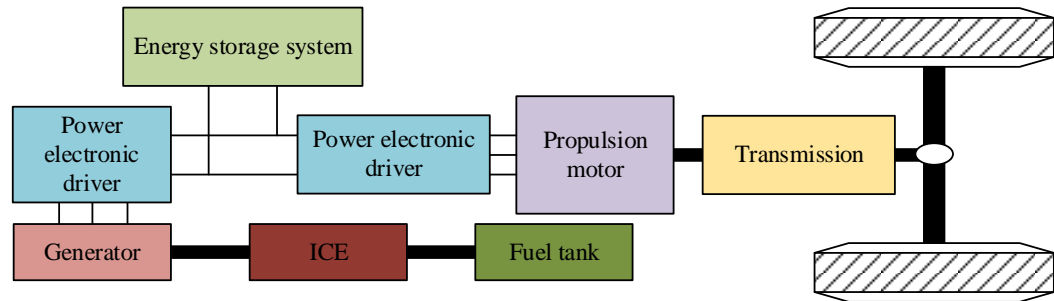 Energy storage system
Power
electronic
driver
Power electronic
driver
Propulsion
motor
Transmission
Generator
ICE
Fuel tank